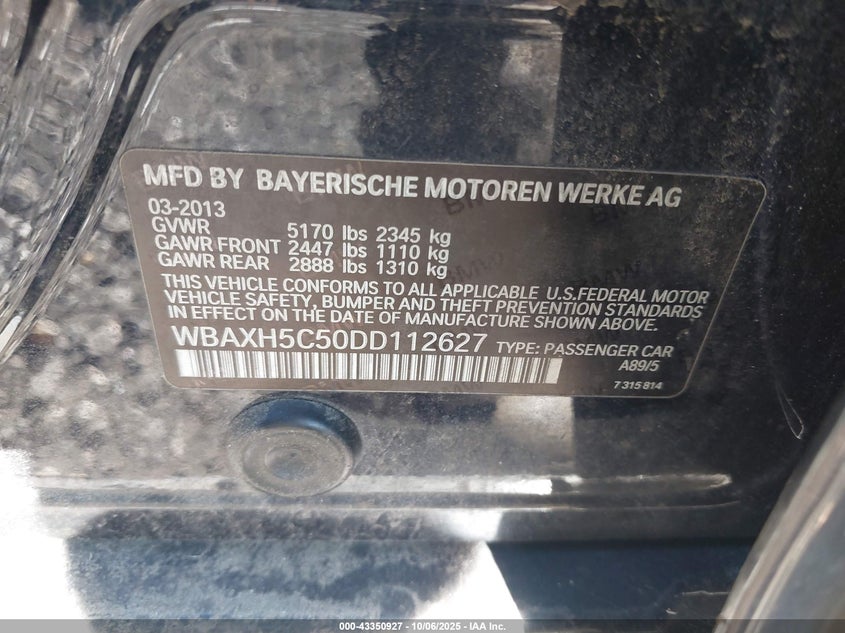 MFD BY BAYERISCHE MOTOREN WERKE AG
03-2013
GVWR 5170 lbs 2345 kg
GAWR FRONT 2447 lbs 1110 kg
GAWR REAR 2888 lbs 1310 kg
THIS VEHICLE CONFORMS TO ALL APPLICABLE U.S.FEDERAL MOTOR
VEHICLE SAFETY, BUMPER AND THEFT PREVENTION STANDARDS
IN EFFECT ON THE DATE OF MANUFACTURE SHOWN ABOVE.
WBAXH5C50DD112627 TYPE: PASSENGER CAR
A89/5
7 315 814
000-43350927 - 10/06/2025 - IAA Inc.